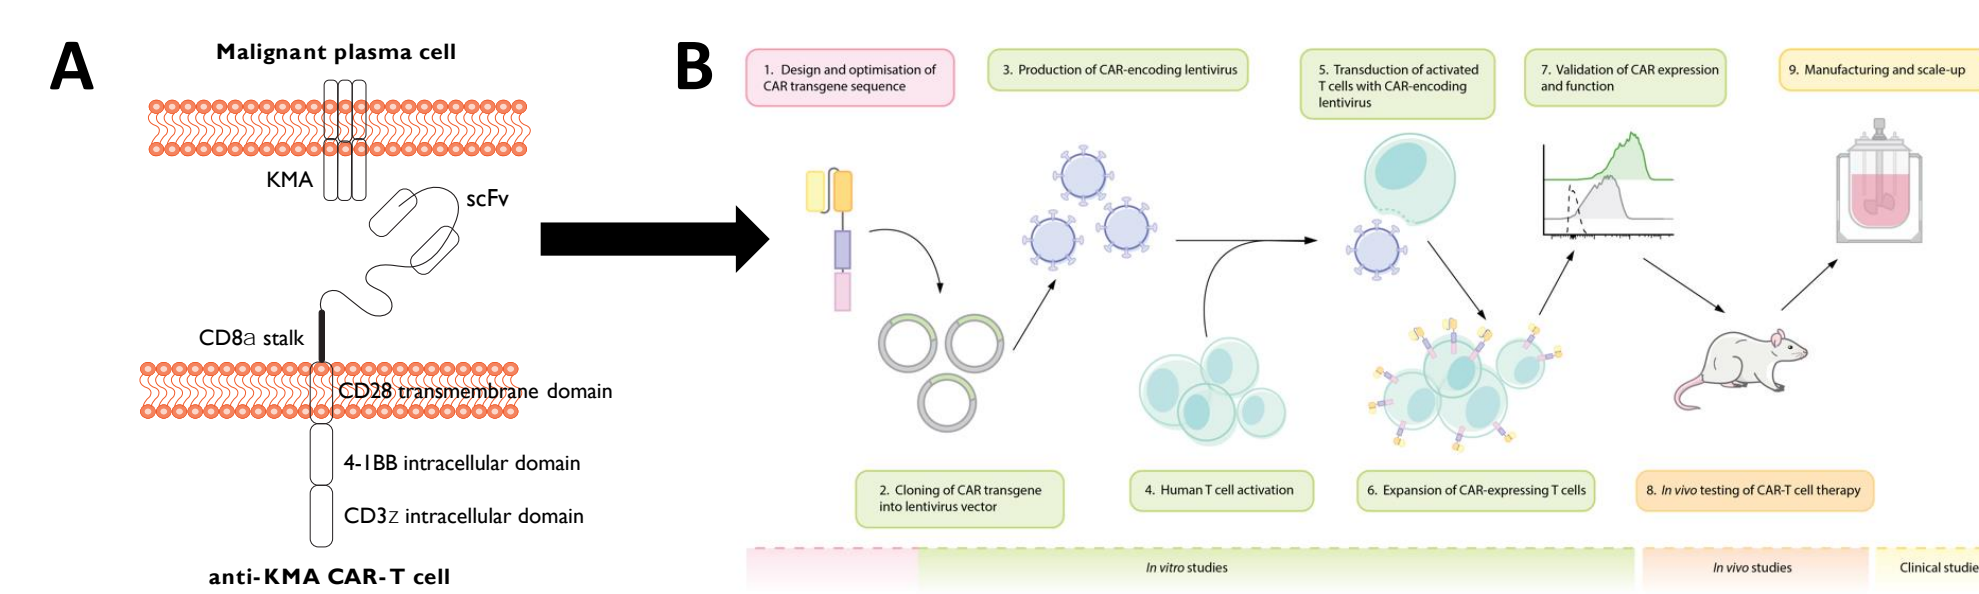 A
Malignant plasma cell
KMA
scFv
CD8a stalk
CD28 transmembrane domain
4-1BB intracellular domain
CD3z intracellular domain
anti-KMA CAR-T cell
B
1. Design and optimisation of
CAR transgene sequence
3. Production of CAR-encoding lentivirus
5. Transduction of activated
T cells with CAR-encoding
lentivirus
7. Validation of CAR expression
and function
9. Manufacturing and scale-up
2. Cloning of CAR transgene
into lentivirus vector
4. Human T cell activation
6. Expansion of CAR-expressing T cells
8. In vivo testing of CAR-T cell therapy
In vitro studies
In vivo studies
Clinical studie